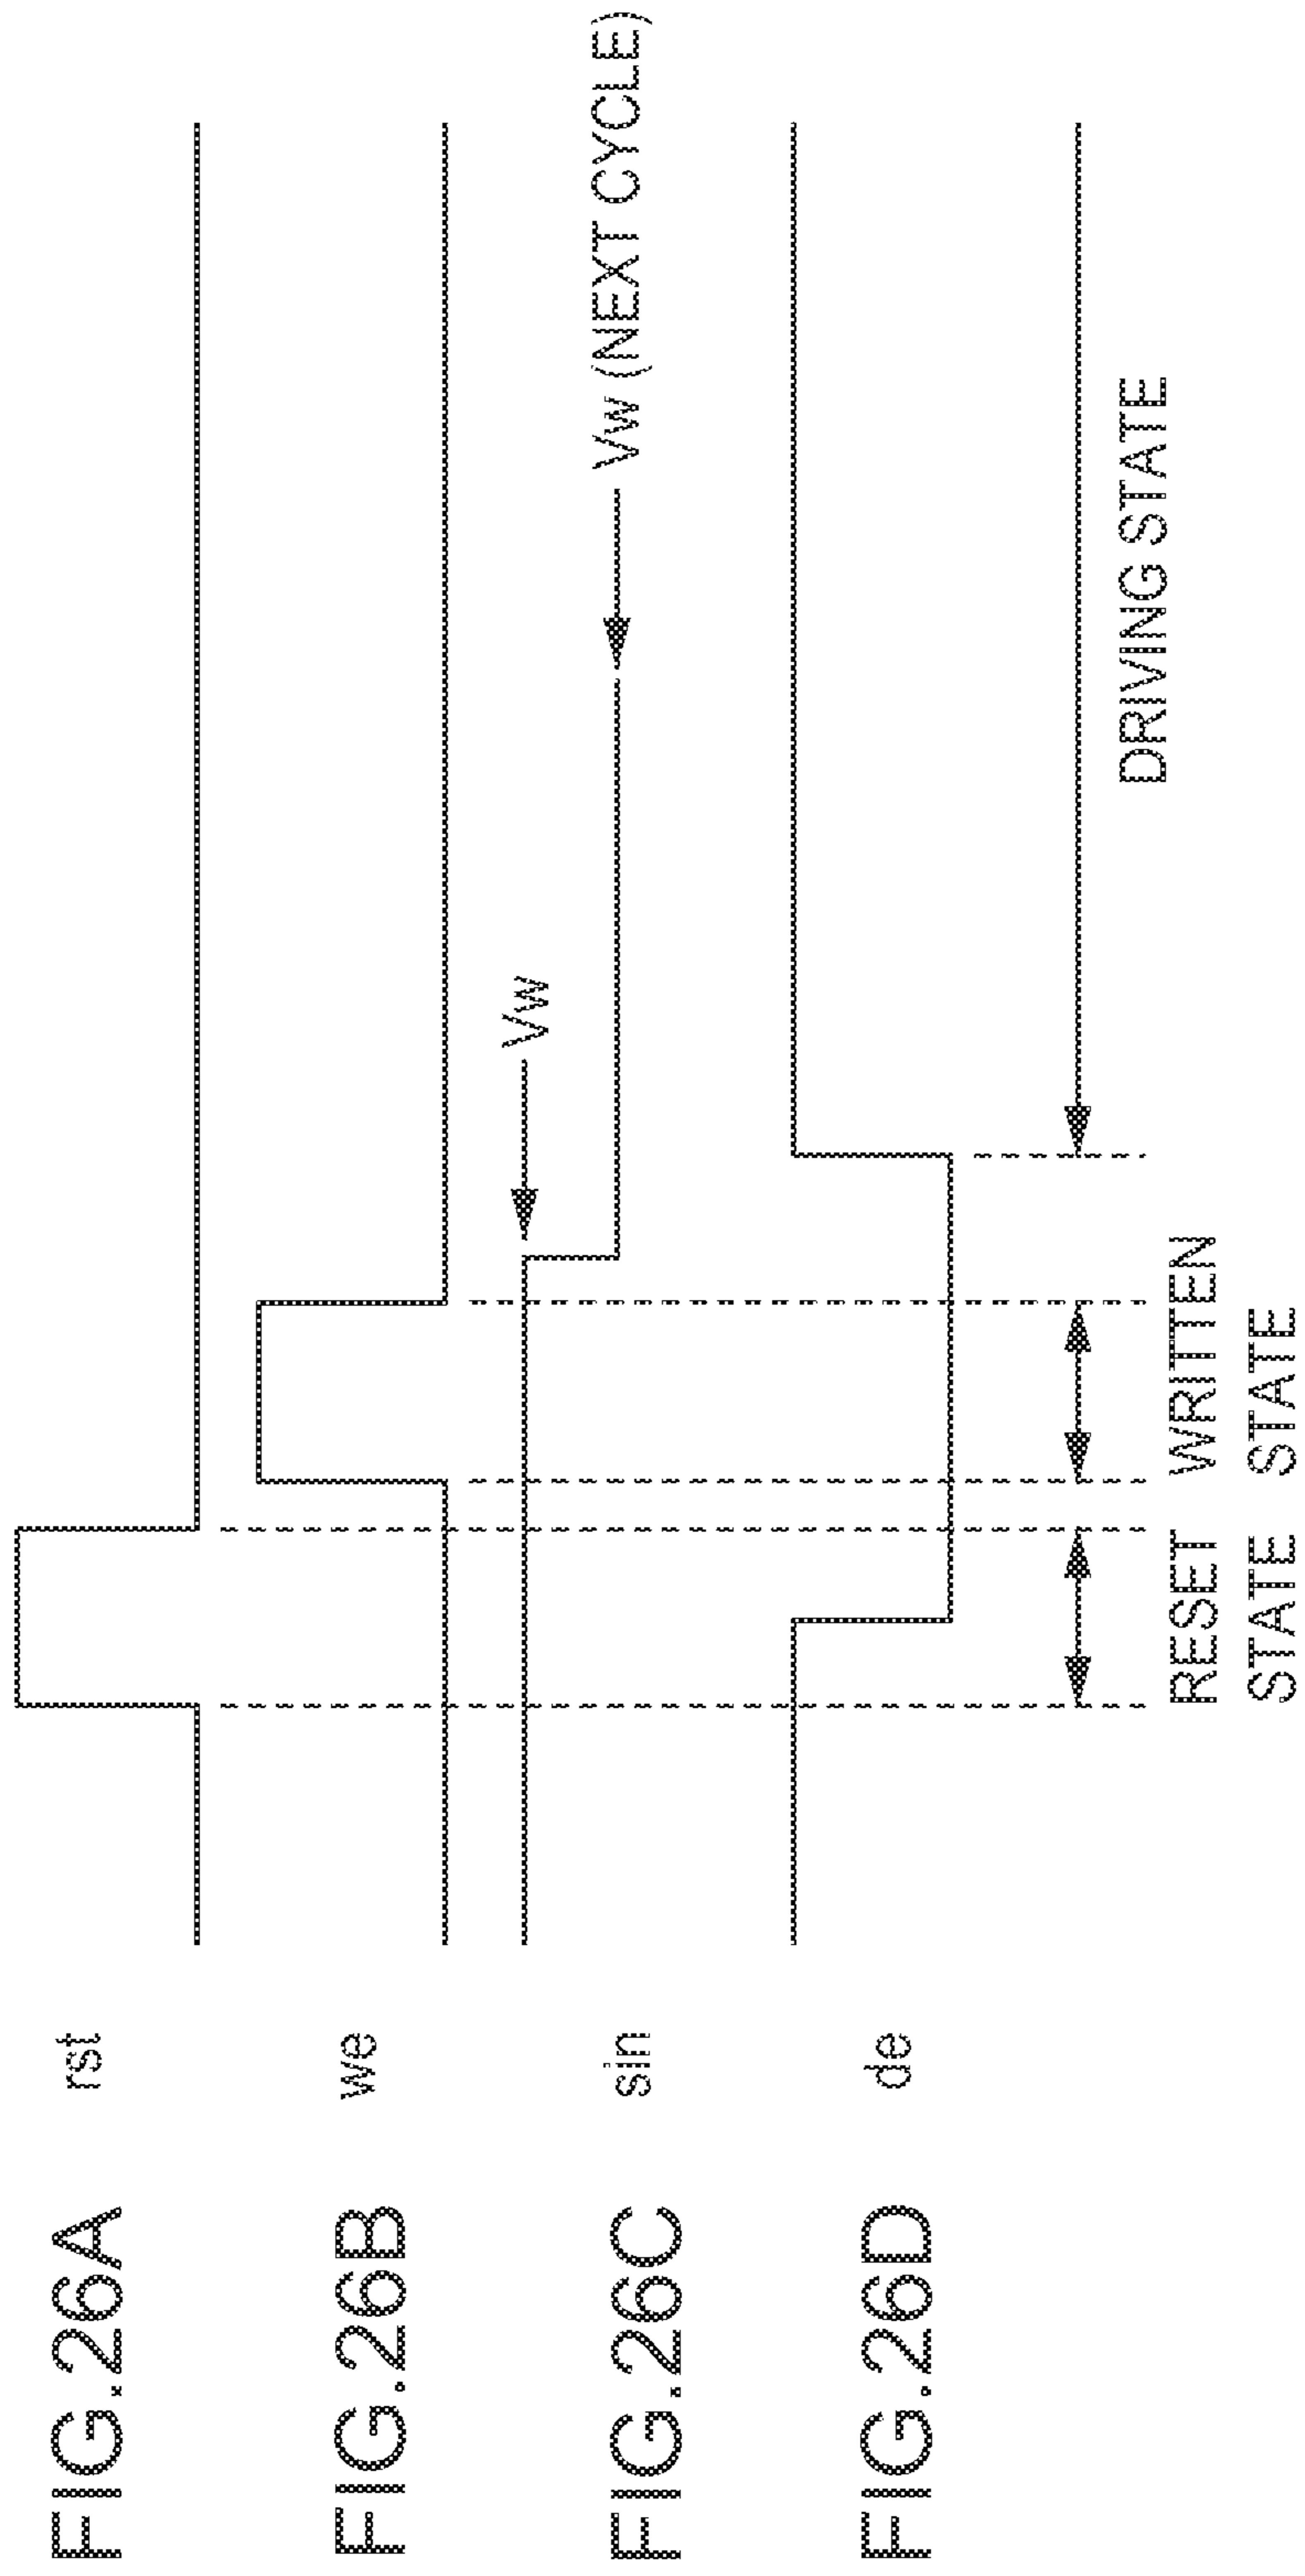 FIG.26A rst
FIG.26B we
Vw
FIG.26C sin
Vw (NEXT CYCLE)
FIG.26D de
DRIVING STATE
RESET WRITTEN
STATE STATE